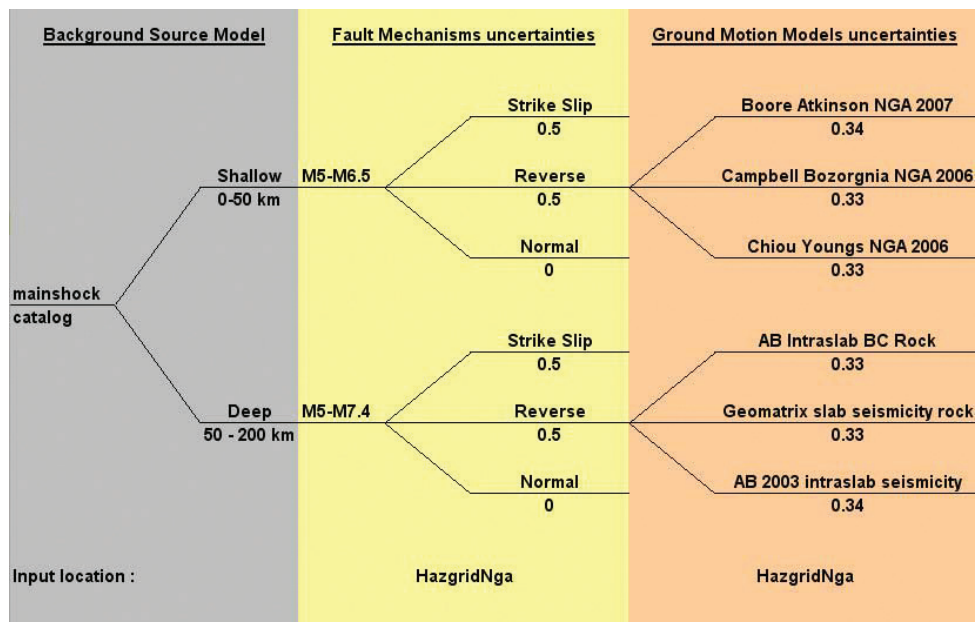 Background Source Model
Fault Mechanisms uncertainties
Ground Motion Models uncertainties
mainshock
catalog
Shallow
0-50 km
M5-M6.5
Strike Slip
0.5
Reverse
0.5
Normal
0
Boore Atkinson NGA 2007
0.34
Campbell Bozorgnia NGA 2006
0.33
Chiou Youngs NGA 2006
0.33
Deep
50 - 200 km
M5-M7.4
Strike Slip
0.5
Reverse
0.5
Normal
0
AB Intraslab BC Rock
0.33
Geomatrix slab seismicity rock
0.33
AB 2003 intraslab seismicity
0.34
Input location :
HazgridNga
HazgridNga